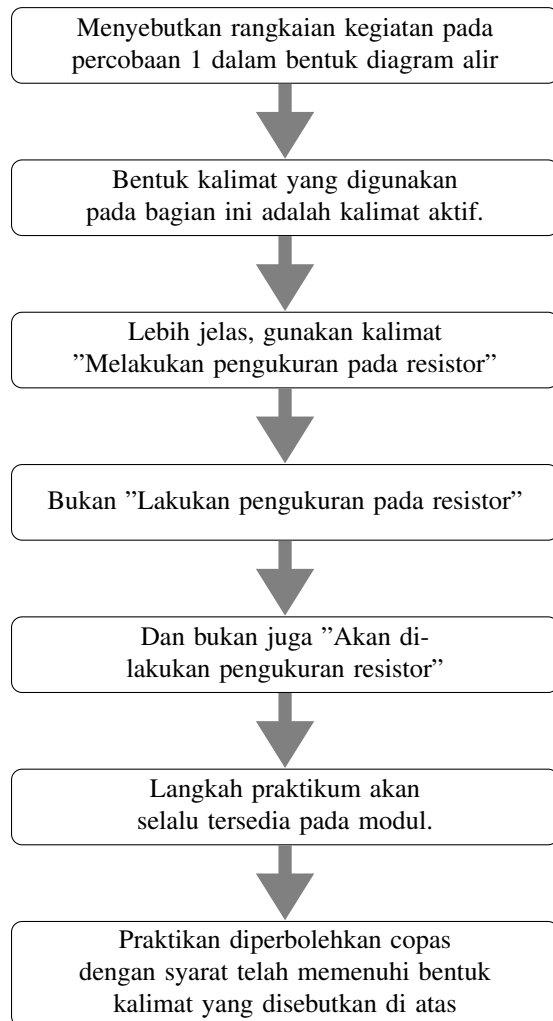 Menyebutkan rangkaian kegiatan pada
percobaan 1 dalam bentuk diagram alir
Bentuk kalimat yang digunakan
pada bagian ini adalah kalimat aktif.
Lebih jelas, gunakan kalimat
”Melakukan pengukuran pada resistor”
Bukan ”Lakukan pengukuran pada resistor”
Dan bukan juga ”Akan di-
lakukan pengukuran resistor”
Langkah praktikum akan
selalu tersedia pada modul.
Praktikan diperbolehkan copas
dengan syarat telah memenuhi bentuk
kalimat yang disebutkan di atas